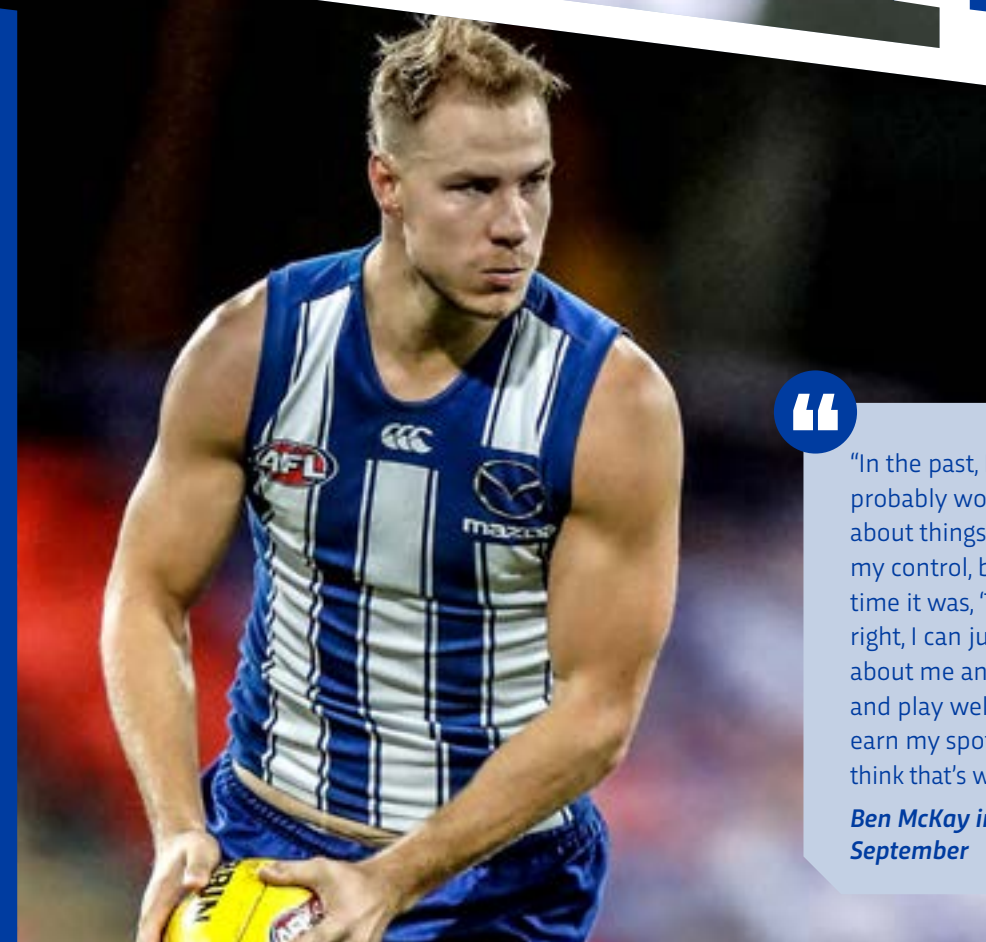 AFL
mazda
“In the past,
probably wo
about things
my control, b
time it was, ‘
right, I can ju
about me an
and play wel
earn my spo
think that’s w
Ben McKay i
September